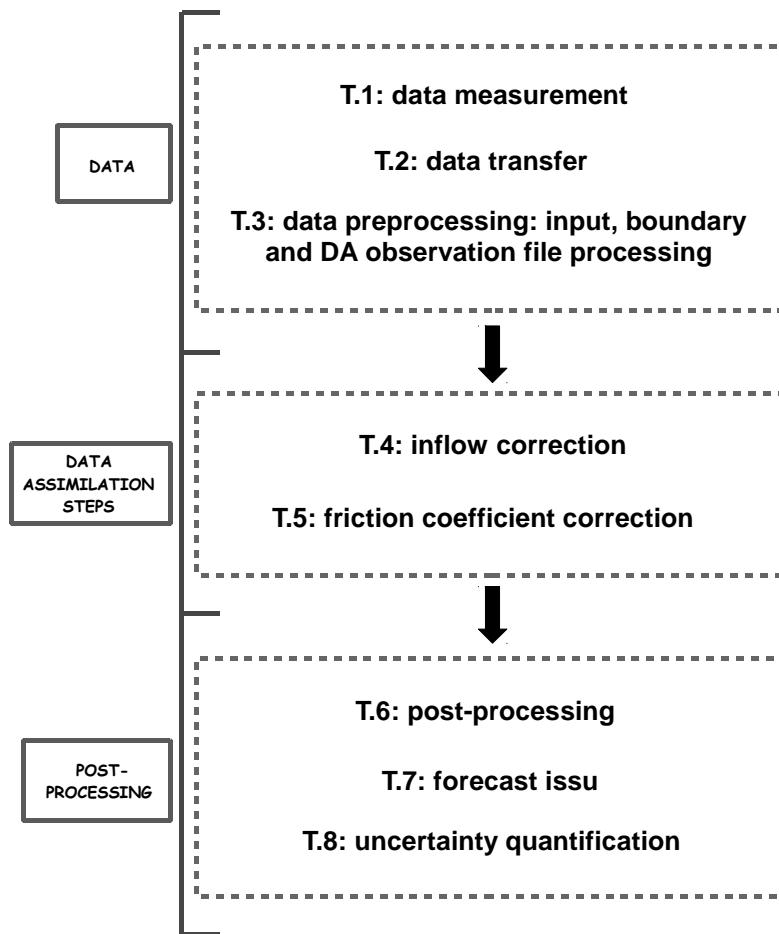 DATA
T.1: data measurement
T.2: data transfer
T.3: data preprocessing: input, boundary
and DA observation file processing
DATA
ASSIMILATION
STEPS
T.4: inflow correction
T.5: friction coefficient correction
POST-
PROCESSING
T.6: post-processing
T.7: forecast issu
T.8: uncertainty quantification